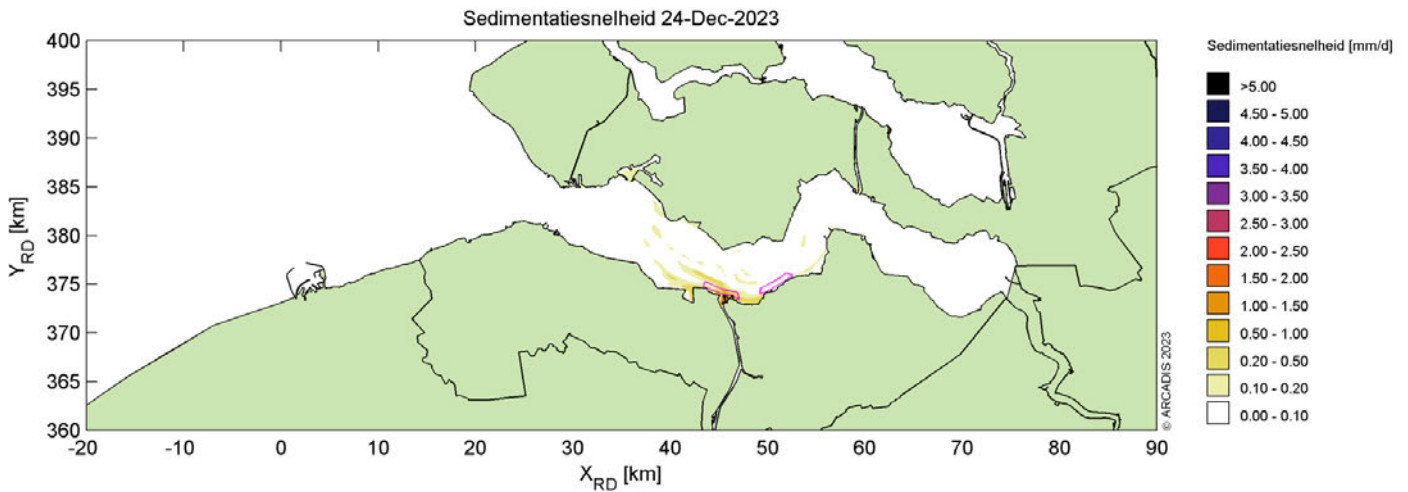 Sedimentatiesnelheid 24-Dec-2023
Sedimentatiesnelheid [mm/d]
>5.00
4.50 - 5.00
4.00 - 4.50
3.50 - 4.00
3.00 - 3.50
2.50 - 3.00
2.00 - 2.50
1.50 - 2.00
1.00 - 1.50
0.50 - 1.00
0.20 - 0.50
0.10 - 0.20
0.00 - 0.10
Y_RD [km]
400
395
390
385
380
375
370
365
360
-20
-10
0
10
20
30
40
50
60
70
80
90
X_RD [km]
© ARCADIS 2023